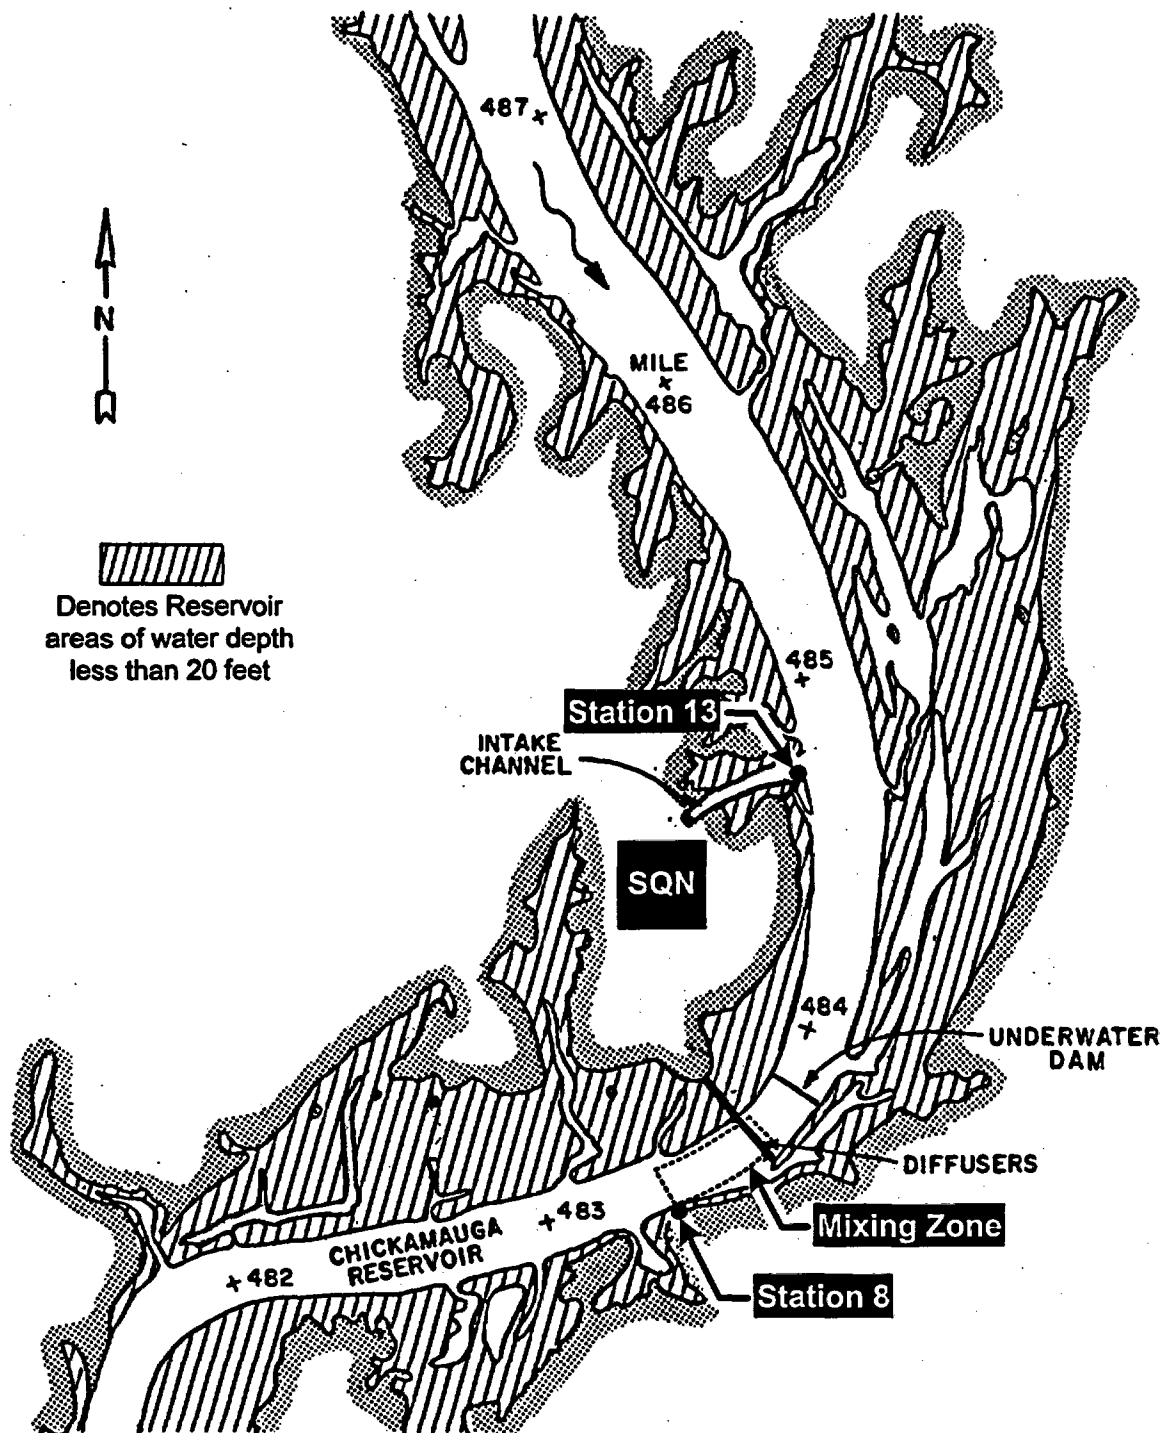 487
N
MILE
486
Denotes Reservoir
areas of water depth
less than 20 feet
485
Station 13
INTAKE
CHANNEL
SQN
484
UNDERWATER
DAM
DIFFUSERS
483
Mixing Zone
CHICKAMAUGA
RESERVOIR
482
Station 8